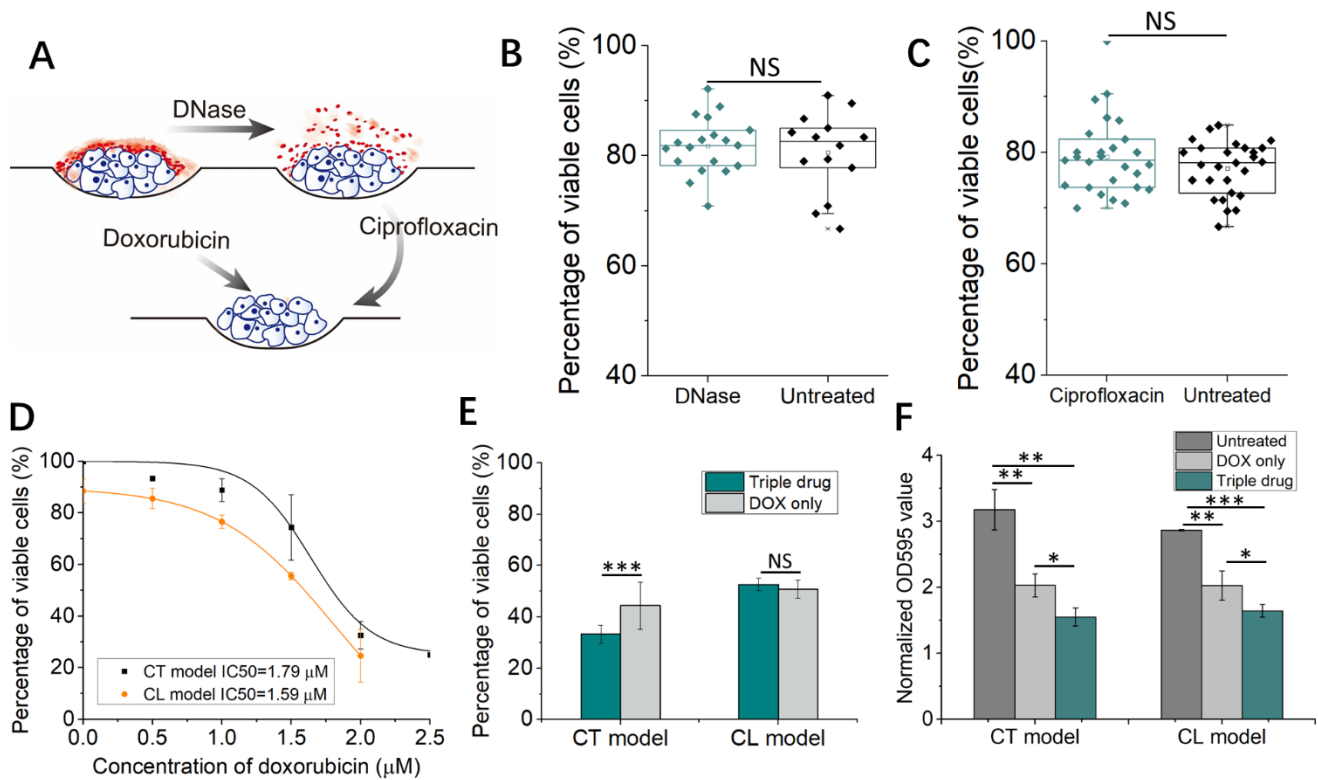 A
DNase
Doxorubicin
Ciprofloxacin
B
Percentage of viable cells (%)
100
80
60
40
NS
DNase
Untreated
C
Percentage of viable cells(%)
100
80
60
40
NS
Ciprofloxacin
Untreated
D
Percentage of viable cells (%)
100
80
60
40
20
0
CT model IC50=1.79 μM
CL model IC50=1.59 μM
0.0 0.5 1.0 1.5 2.0 2.5
Concentration of doxorubicin (μM)
E
Percentage of viable cells (%)
100
80
60
40
20
0
Triple drug
DOX only
***
NS
CT model
CL model
F
Normalized OD595 value
4
3
2
1
0
Untreated
DOX only
Triple drug
**
**
*
***
**
*
CT model
CL model